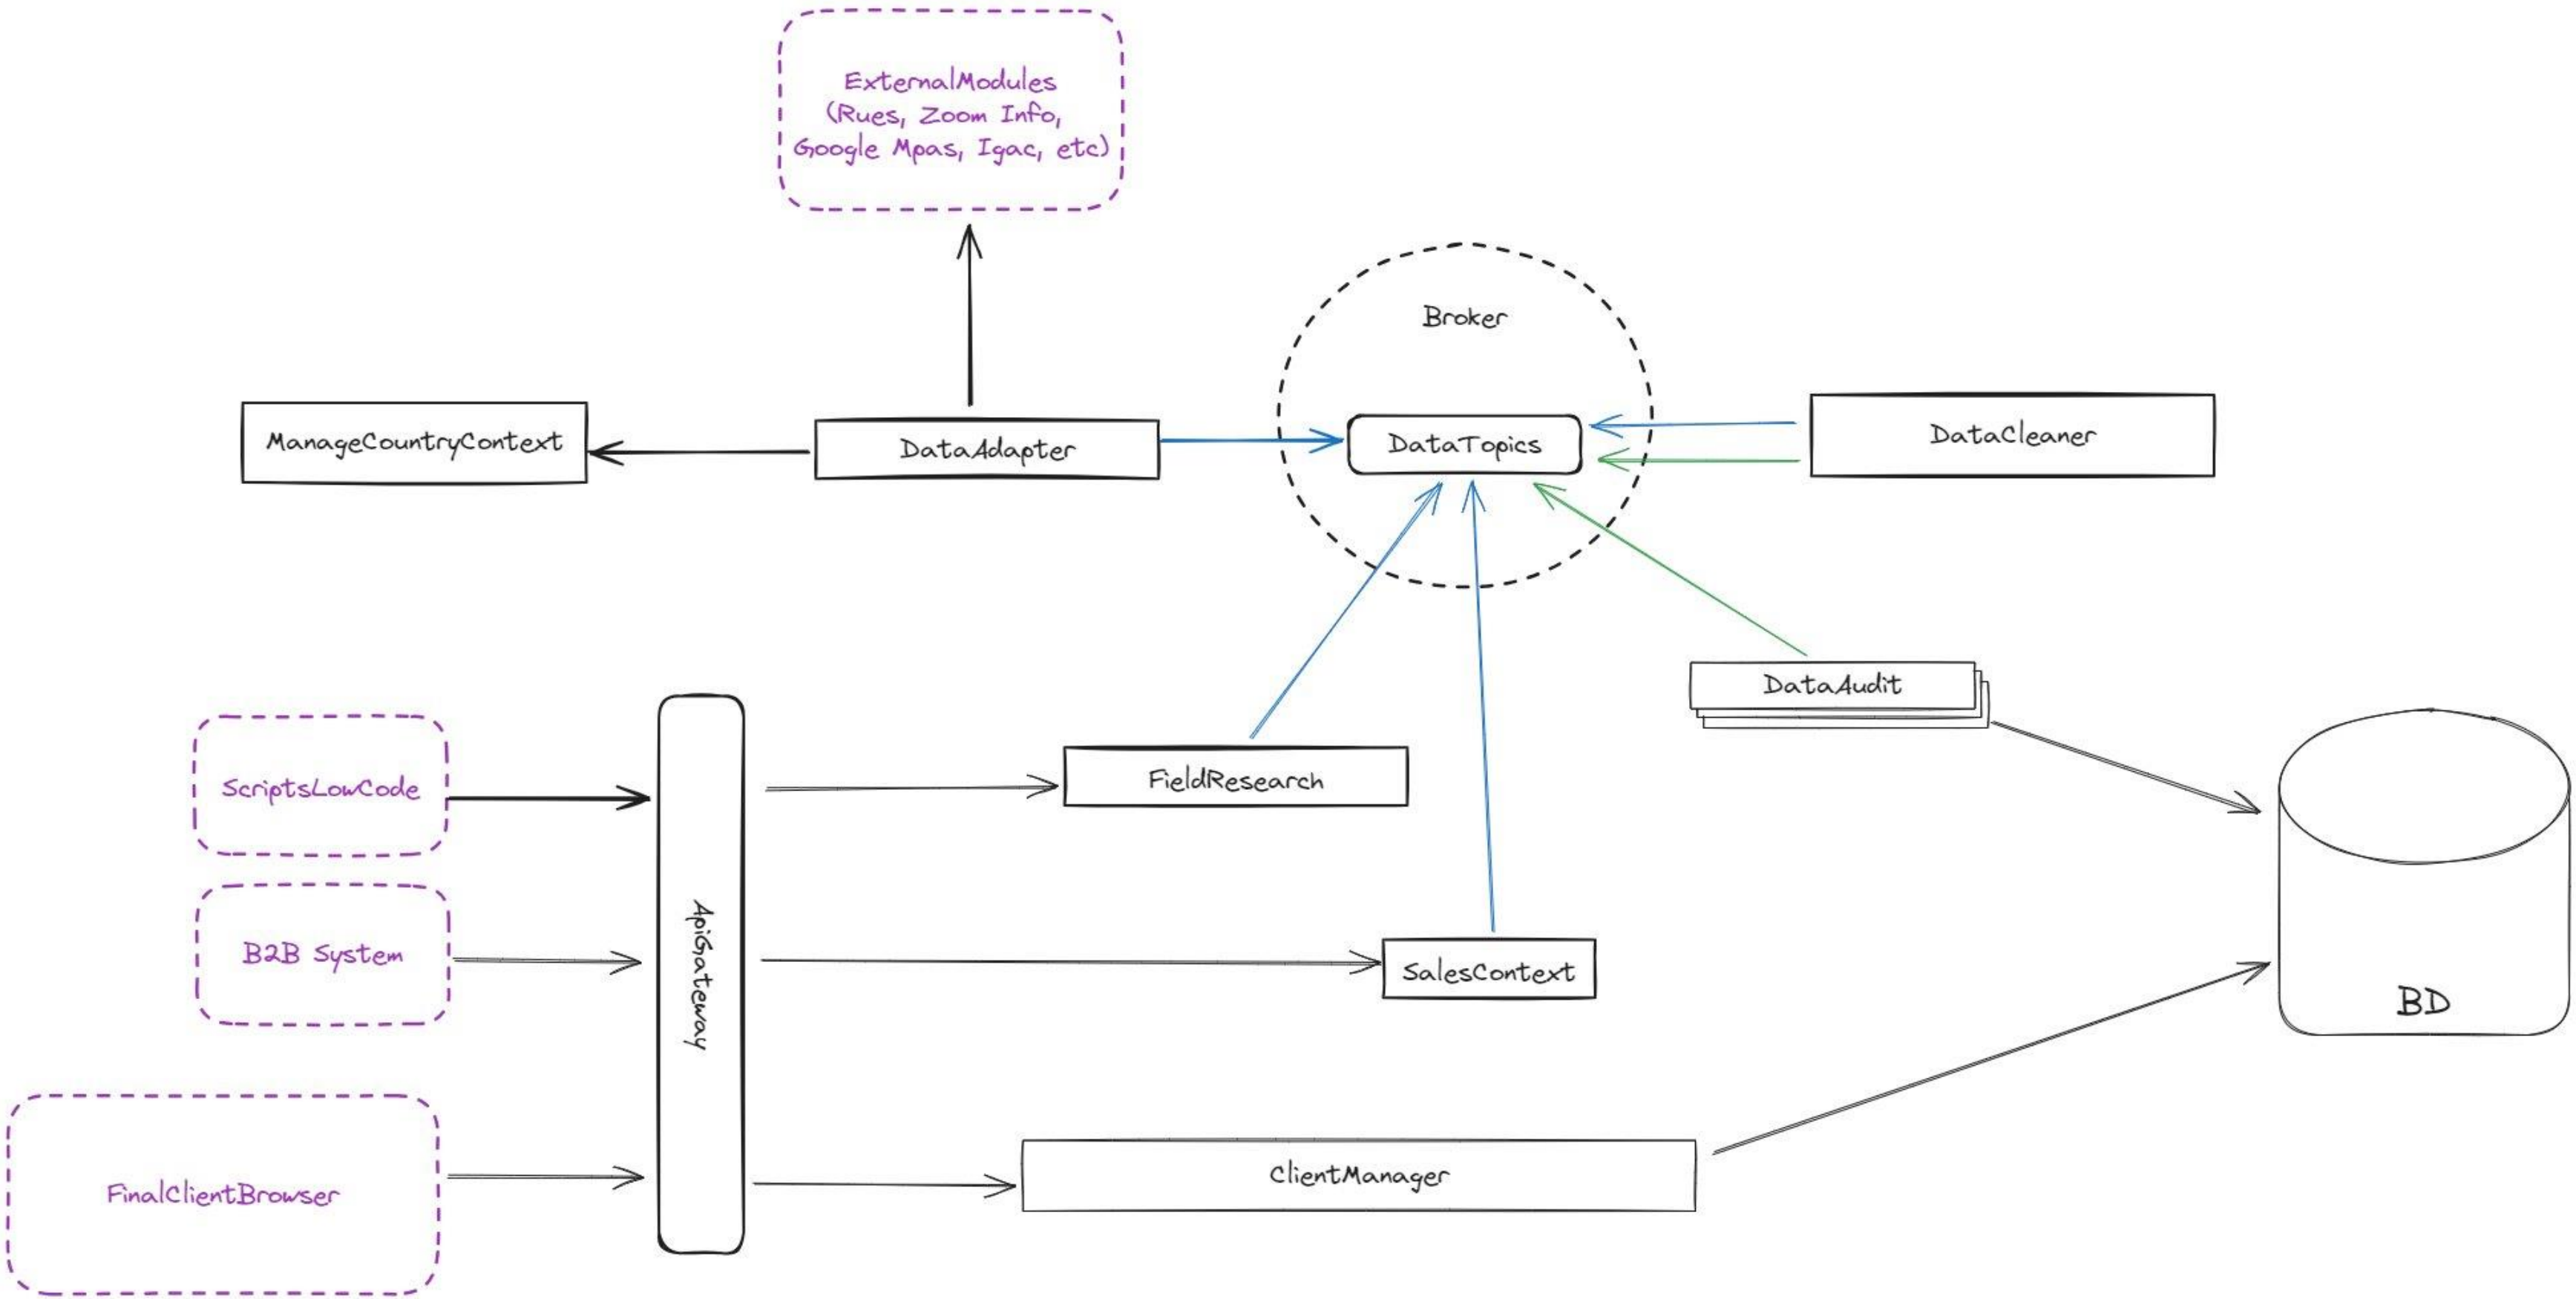 ExternalModules
(Rues, Zoom Info,
Google Mpas, Igac, etc)
Broker
ManageCountryContext
DataAdapter
DataTopics
DataCleaner
DataAudit
ScriptsLowCode
FieldResearch
ApiGateway
B2B System
SalesContext
BD
FinalClientBrowser
ClientManager